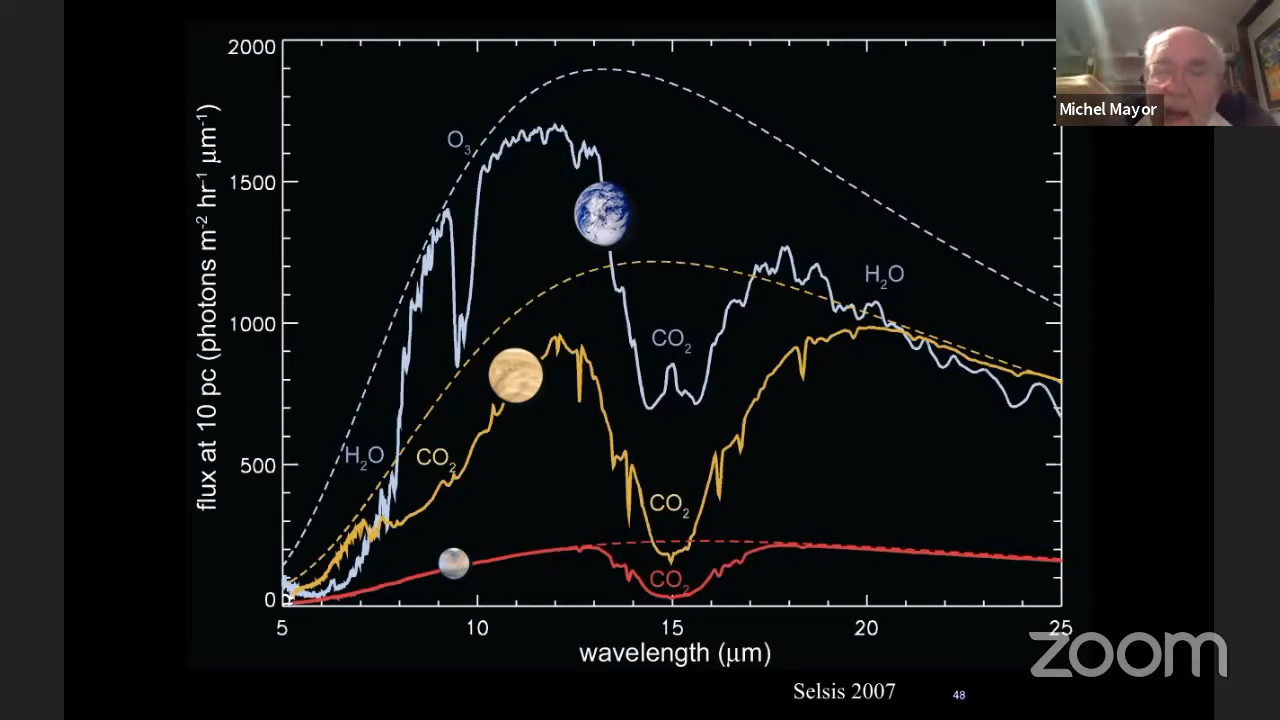 Michel Mayor
2000
1500
1000
500
0
flux at 10 pc (photons m⁻² hr⁻¹ μm⁻¹)
O₃
H₂O
CO₂
CO₂
H₂O
CO₂
CO₂
5 10 15 20 25
wavelength (μm)
zoom
Selsis 2007 48